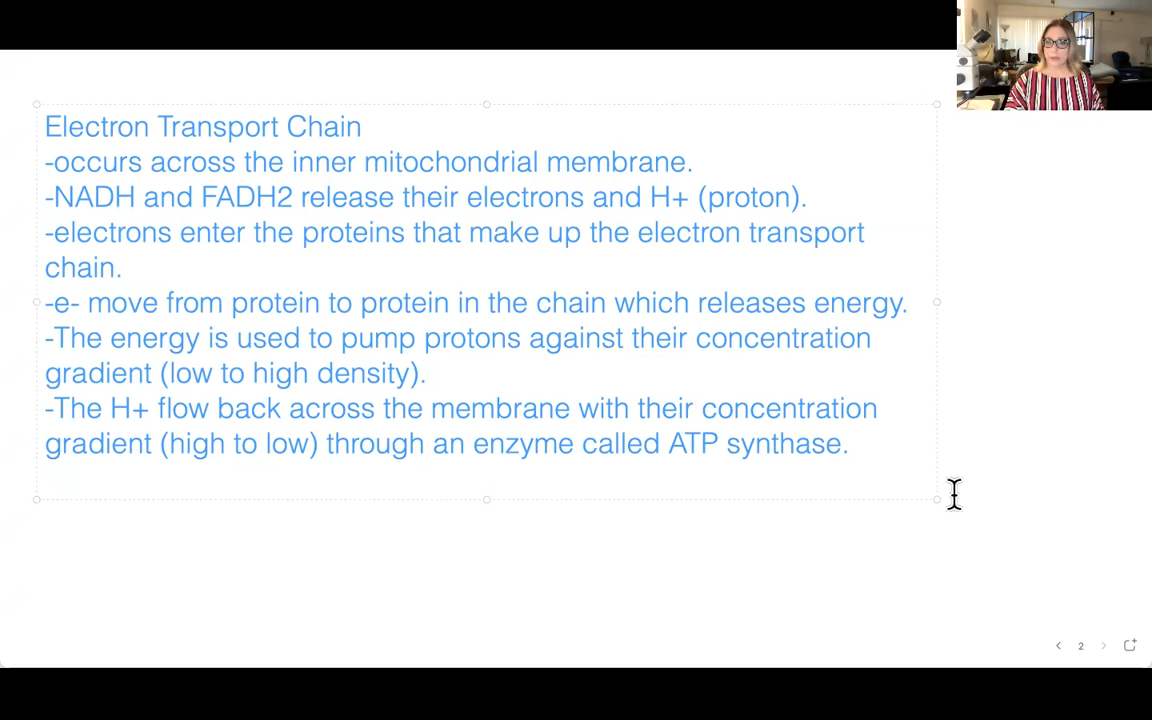 Electron Transport Chain
-occurs across the inner mitochondrial membrane.
-NADH and FADH2 release their electrons and H+ (proton).
-electrons enter the proteins that make up the electron transport
chain.
-e- move from protein to protein in the chain which releases energy.
-The energy is used to pump protons against their concentration
gradient (low to high density).
-The H+ flow back across the membrane with their concentration
gradient (high to low) through an enzyme called ATP synthase.
2